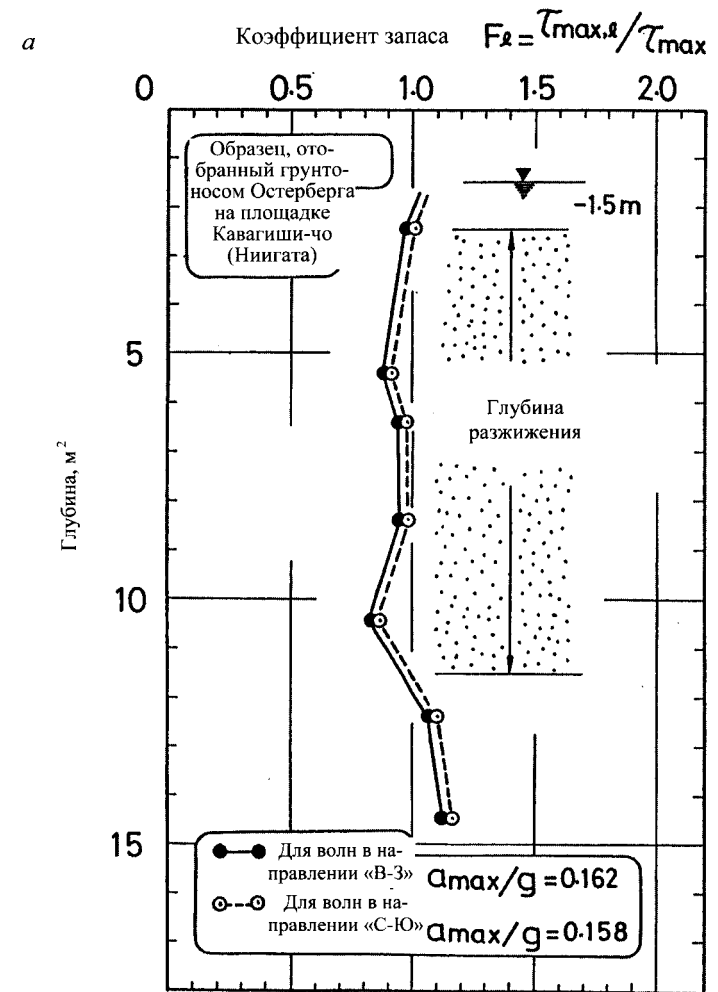 а
Коэффициент запаса Fℓ = τmax,ℓ / τmax
0 0.5 1.0 1.5 2.0
Образец, ото-
бранный грунто-
носом Остерберга
на площадке
Кавагиши-чо
(Ниигата)
-1.5m
5
Глубина
разжижения
Глубина, м²
10
15
Для волн в на-
правлении «В-З» amax/g = 0.162
Для волн в на-
правлении «С-Ю» amax/g = 0.158